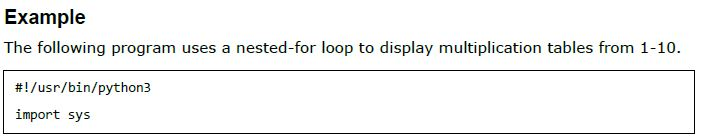 Example
The following program uses a nested-for loop to display multiplication tables from 1-10.
#!/usr/bin/python3
import sys